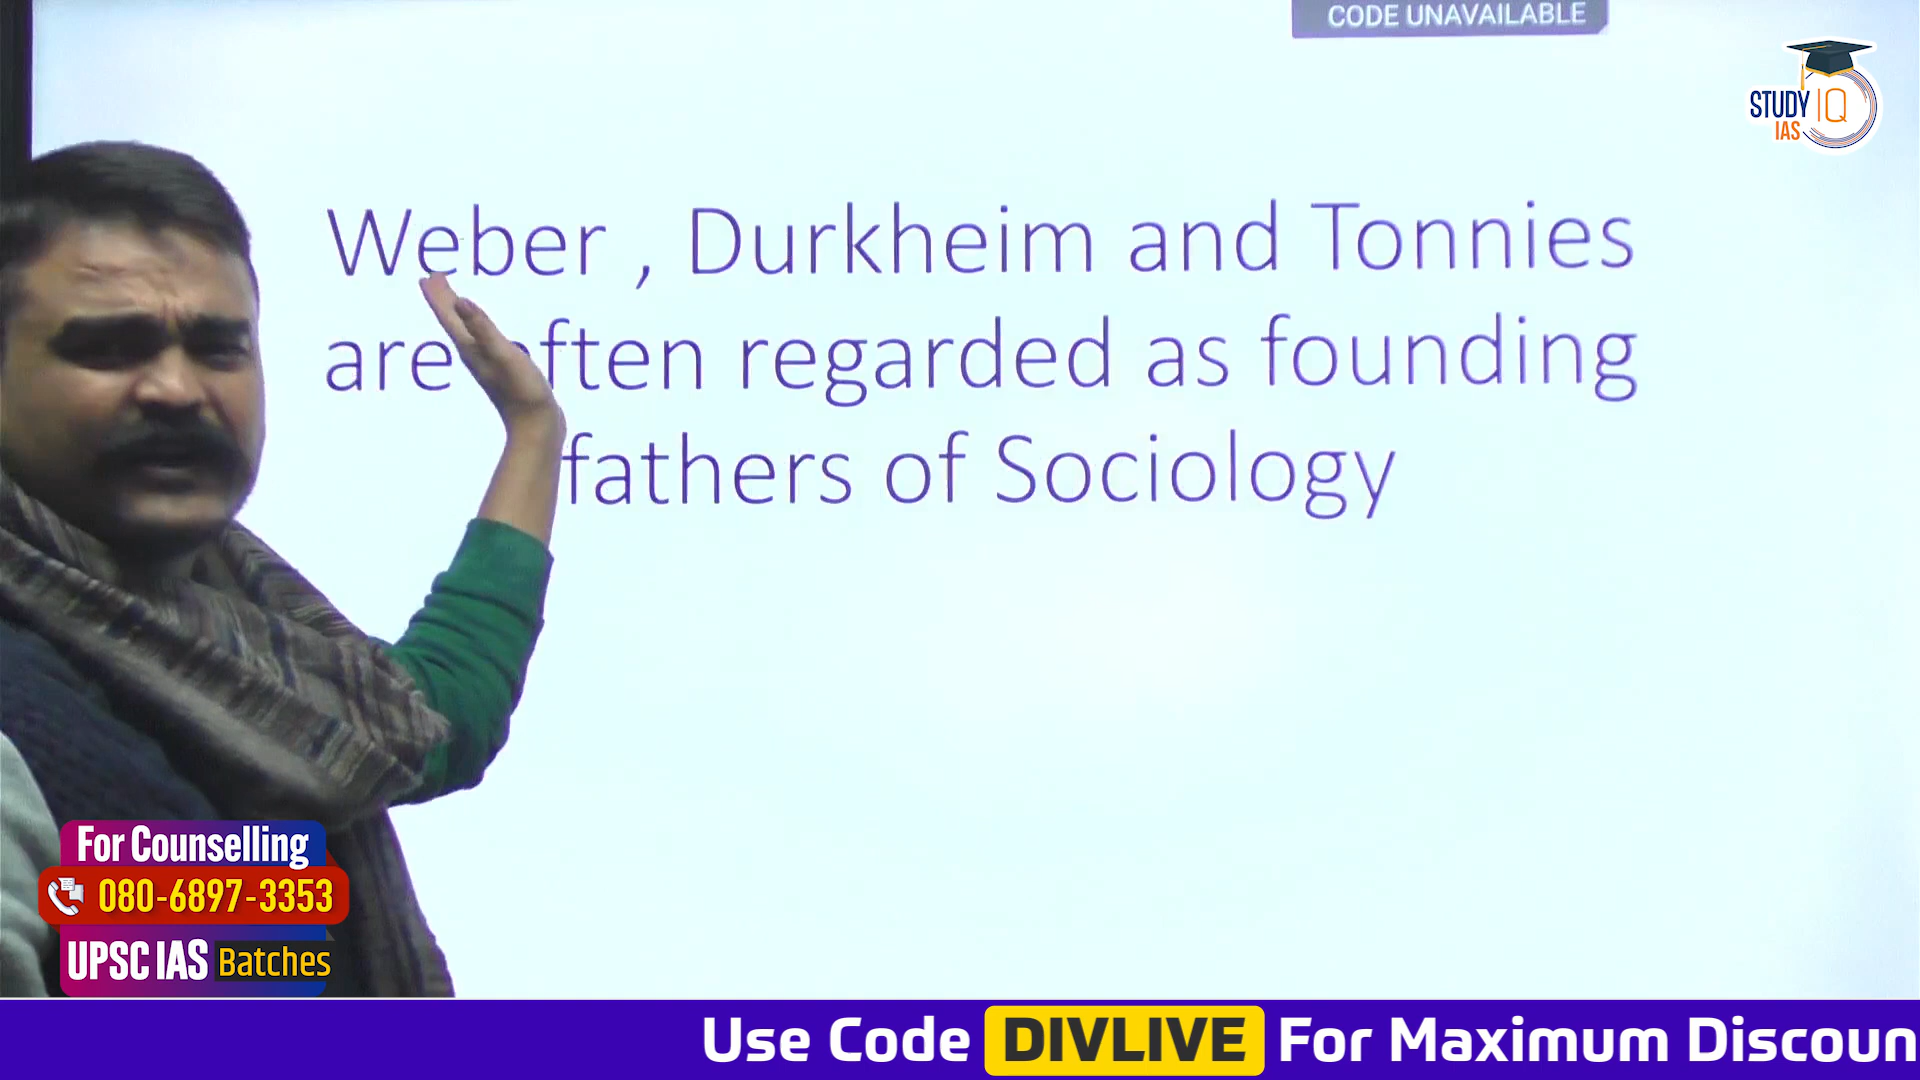 CODE UNAVAILABLE
STUDY IQ
IAS
Weber , Durkheim and Tonnies
are often regarded as founding
fathers of Sociology
For Counselling
080-6897-3353
UPSC IAS Batches
Use Code DIVLIVE For Maximum Discoun